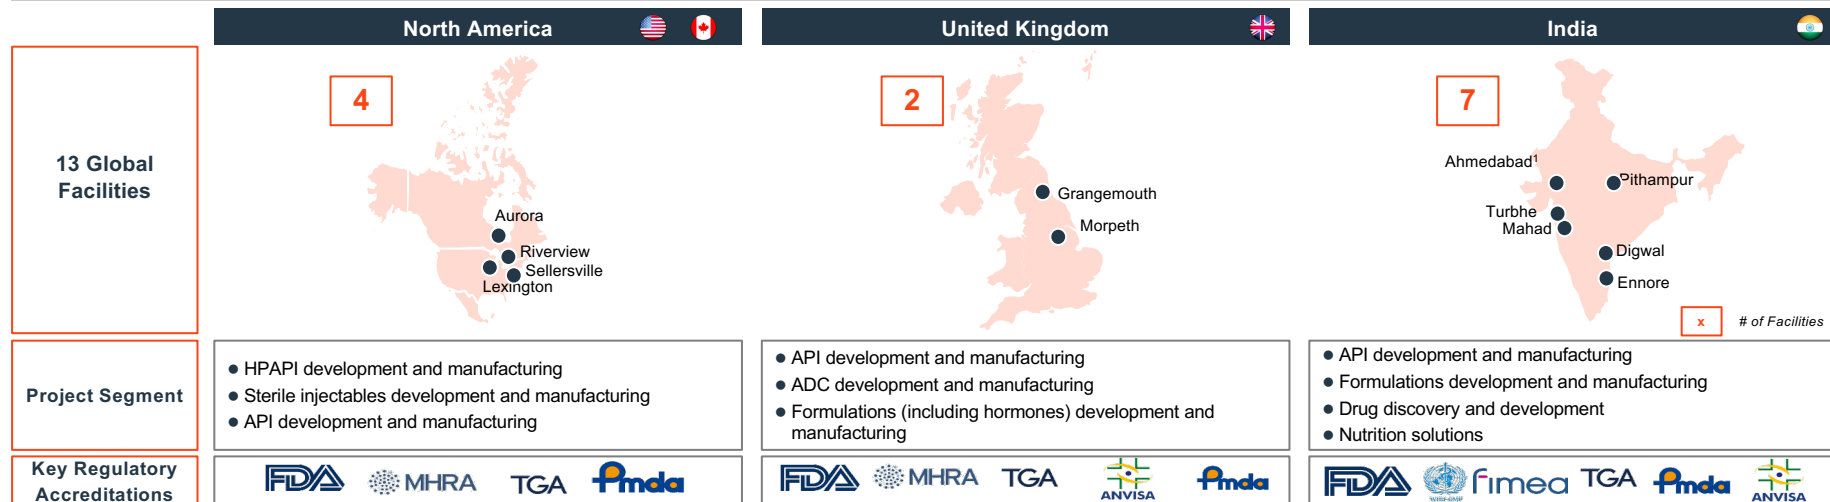 North America
United Kingdom
India
13 Global
Facilities
4
Aurora
Riverview
Sellersville
Lexington
2
Grangemouth
Morpeth
7
Ahmedabad¹
Pithampur
Turbhe
Mahad
Digwal
Ennore
x # of Facilities
Project Segment
● HPAPI development and manufacturing
● Sterile injectables development and manufacturing
● API development and manufacturing
● API development and manufacturing
● ADC development and manufacturing
● Formulations (including hormones) development and
manufacturing
● API development and manufacturing
● Formulations development and manufacturing
● Drug discovery and development
● Nutrition solutions
Key Regulatory
Accreditations
FDA MHRA TGA Pmda
FDA MHRA TGA ANVISA Pmda
FDA fimea TGA Pmda ANVISA